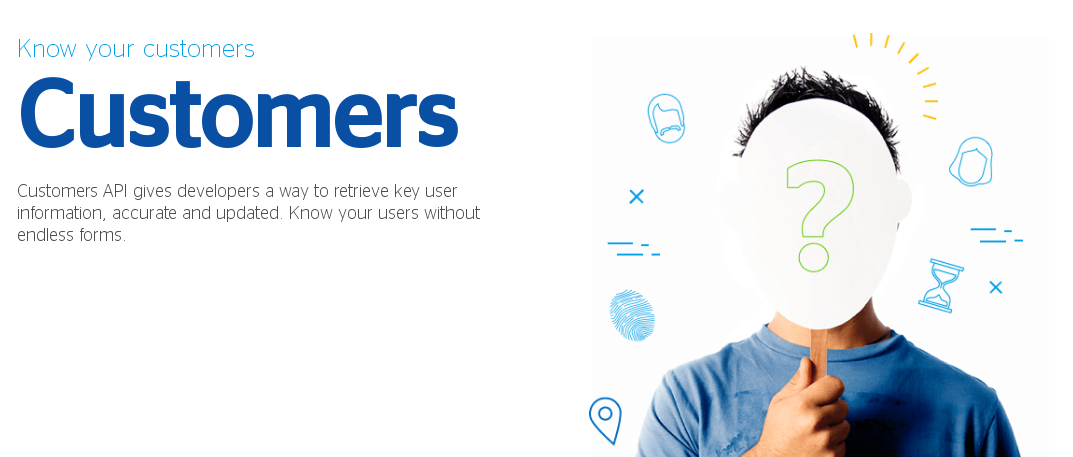 Know your customers
Customers
Customers API gives developers a way to retrieve key user
information, accurate and updated. Know your users without
endless forms.
?